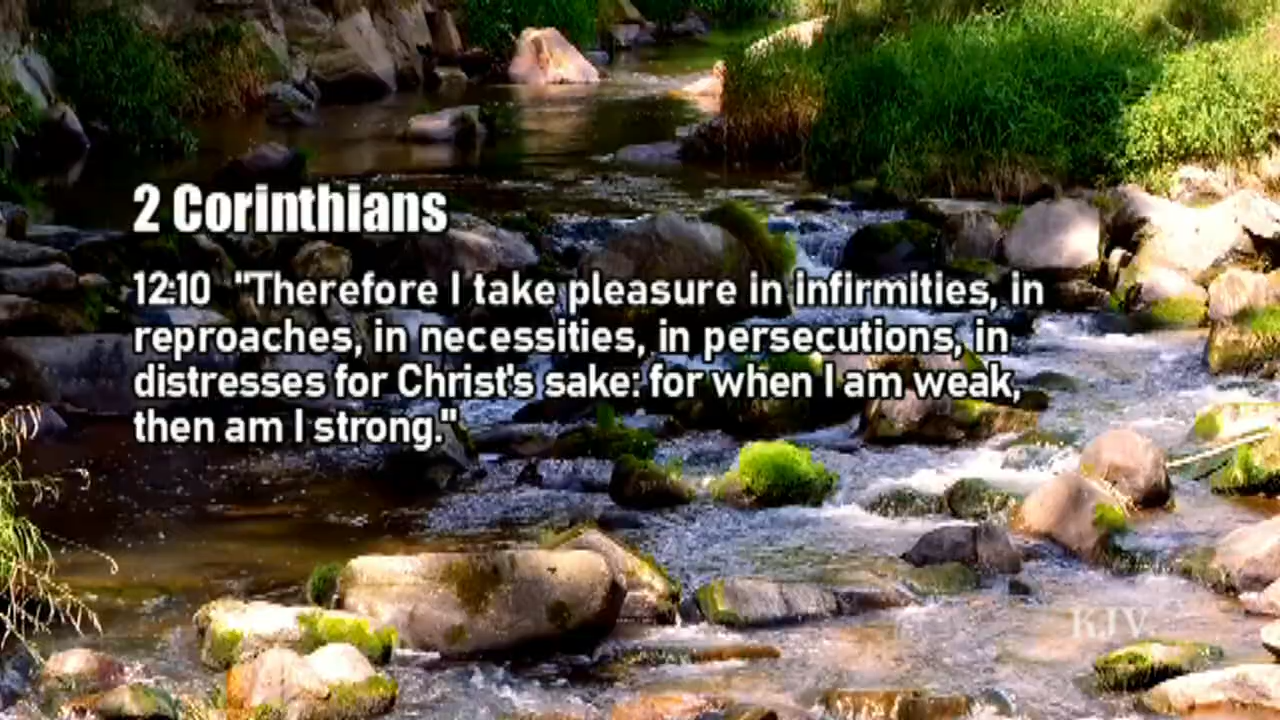 2 Corinthians
12:10 "Therefore I take pleasure in infirmities, in
reproaches, in necessities, in persecutions, in
distresses for Christ's sake: for when I am weak,
then am I strong."
KJV